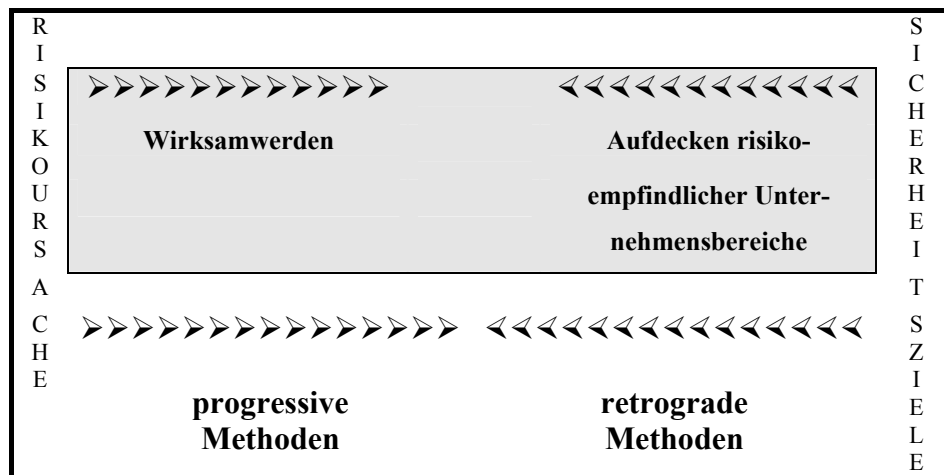 RISIKOURSACHE
Wirksamwerden
Aufdecken risiko-
empfindlicher Unter-
nehmensbereiche
progressive
Methoden
retrograde
Methoden
SICHERHEITSZIELE